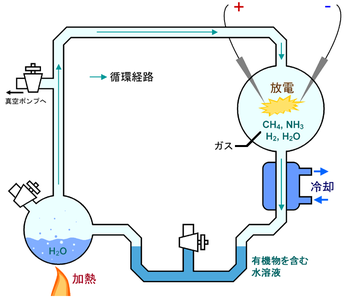 + -
循環経路
放電
真空ポンプへ
CH₄, NH₃
H₂, H₂O
ガス
冷却
H₂O
加熱
有機物を含む
水溶液